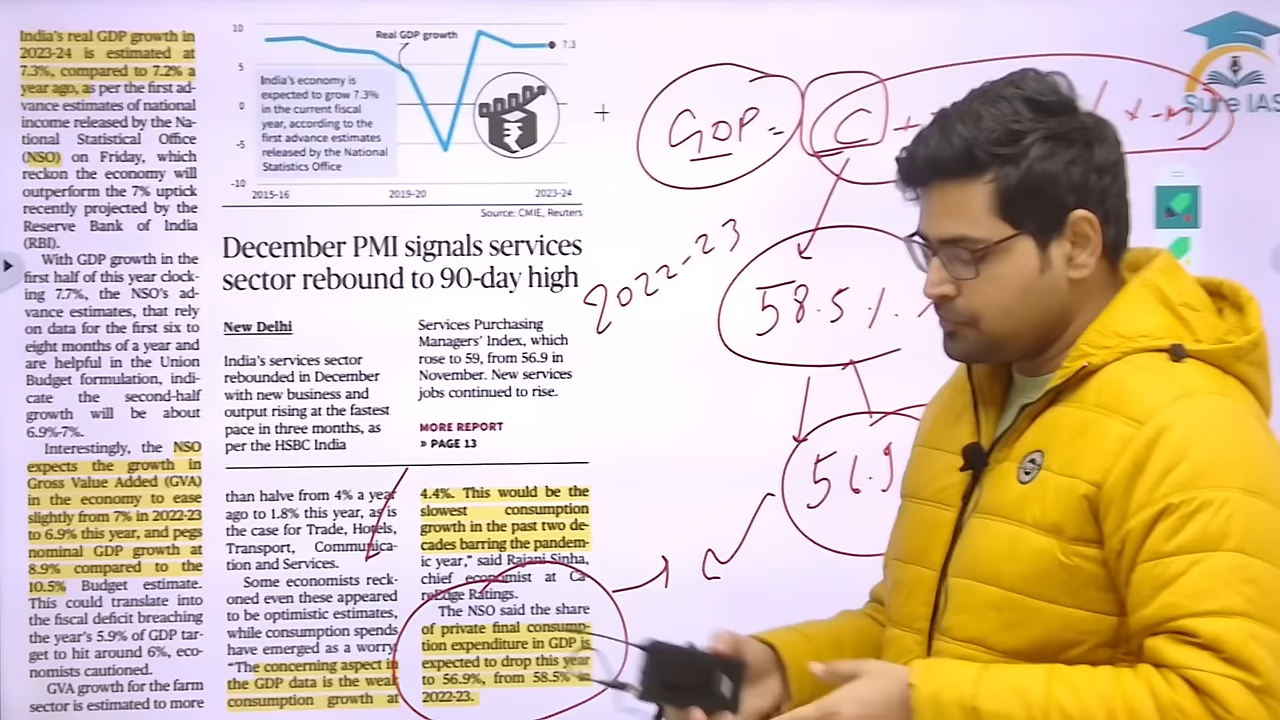 India's real GDP growth in
2023-24 is estimated at
7.3%, compared to 7.2% a
year ago, as per the first ad-
vance estimates of national
income released by the Na-
tional Statistical Office
(NSO) on Friday, which
reckon the economy will
outperform the 7% uptick
recently projected by the
Reserve Bank of India
(RBI).
With GDP growth in the
first half of this year clock-
ing 7.7%, the NSO's ad-
vance estimates, that rely
on data for the first six to
eight months of a year and
are helpful in the Union
Budget formulation, indi-
cate the second-half
growth will be about
6.9%-7%.
Interestingly, the NSO
expects the growth in
Gross Value Added (GVA)
in the economy to ease
slightly from 7% in 2022-23
to 6.9% this year, and pegs
nominal GDP growth at
8.9% compared to the
10.5% Budget estimate.
This could translate into
the fiscal deficit breaching
the year's 5.9% of GDP tar-
get to hit around 6%, eco-
nomists cautioned.
GVA growth for the farm
sector is estimated to more
10
5
0
-5
-10
Real GDP growth
7.3
India's economy is
expected to grow 7.3%
in the current fiscal
year, according to the
first advance estimates
released by the National
Statistics Office
2015-16
2019-20
2023-24
Source: CMIE, Reuters
December PMI signals services
sector rebound to 90-day high
New Delhi
India's services sector
rebounded in December
with new business and
output rising at the fastest
pace in three months, as
per the HSBC India
Services Purchasing
Managers' Index, which
rose to 59, from 56.9 in
November. New services
jobs continued to rise.
MORE REPORT
» PAGE 13
than halve from 4% a year
ago to 1.8% this year, as is
the case for Trade, Hotels,
Transport, Communica-
tion and Services.
Some economists reck-
oned even these appeared
to be optimistic estimates,
while consumption spends
have emerged as a worry.
"The concerning aspect in
the GDP data is the weak
consumption growth at
4.4%. This would be the
slowest consumption
growth in the past two de-
cades barring the pandem-
ic year," said Rajani Sinha,
chief economist at Ca-
reEdge Ratings.
The NSO said the share
of private final consump-
tion expenditure in GDP is
expected to drop this year
to 56.9%, from 58.5% in
2022-23.
+ GDP = C + x-m)
2022-23
58.5%.
56.9
Sure IAS